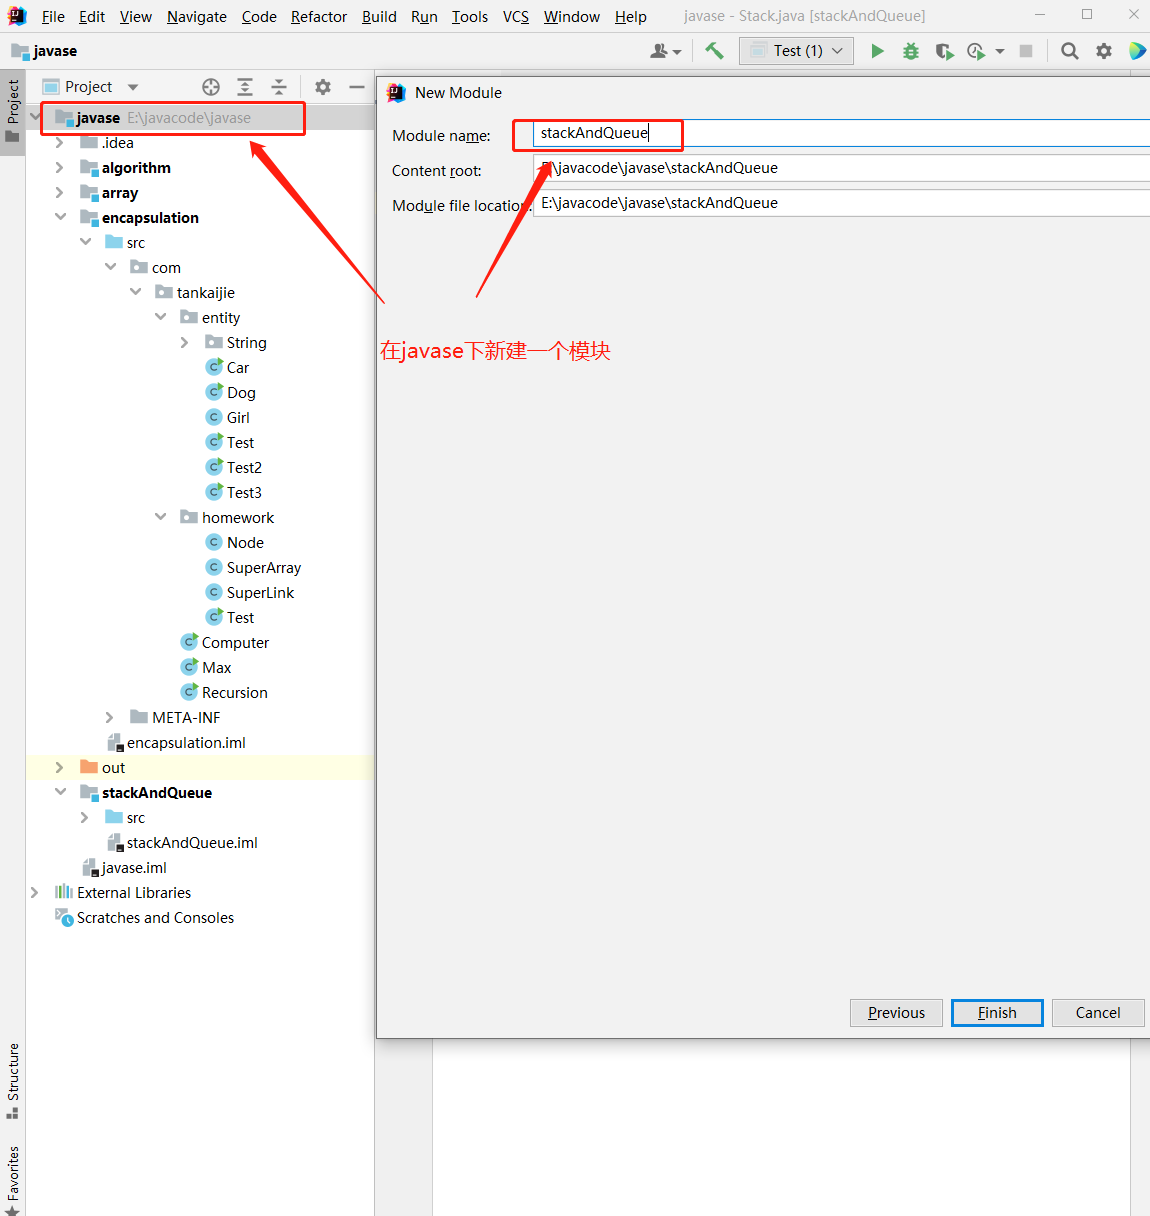 File Edit View Navigate Code Refactor Build Run Tools VCS Window Help javase - Stack.java [stackAndQueue]
javase
Test (1)
Project
Project
javase E:\javacode\javase
.idea
algorithm
array
encapsulation
src
com
tankaijie
entity
String
Car
Dog
Girl
Test
Test2
Test3
homework
Node
SuperArray
SuperLink
Test
Computer
Max
Recursion
META-INF
encapsulation.iml
out
stackAndQueue
src
stackAndQueue.iml
javase.iml
External Libraries
Scratches and Consoles
Structure
Favorites
New Module
Module name: stackAndQueue
Content root: E:\javacode\javase\stackAndQueue
Module file location: E:\javacode\javase\stackAndQueue
在javase下新建一个模块
Previous Finish Cancel